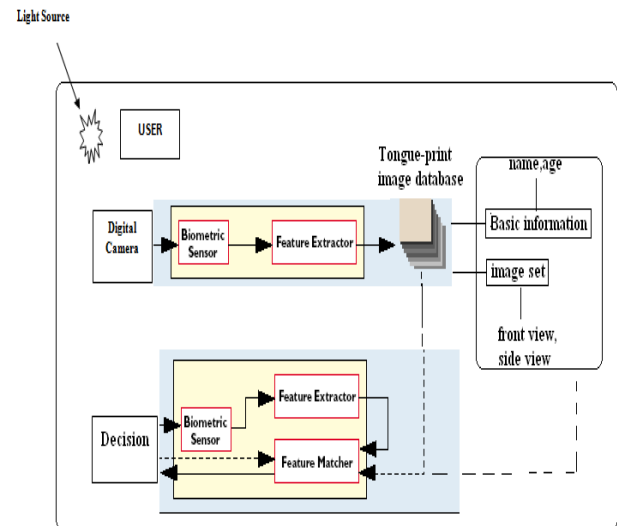 Light Source
USER
Tongue-print
image database
name,age
Basic information
image set
front view,
side view
Digital
Camera
Biometric
Sensor
Feature Extractor
Decision
Biometric
Sensor
Feature Extractor
Feature Matcher